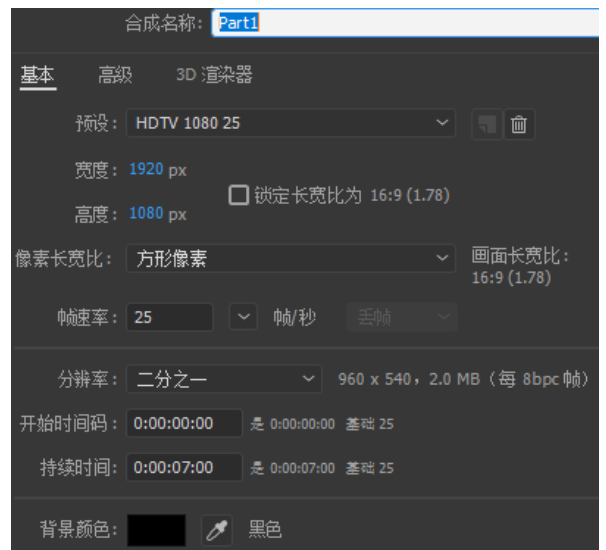 合成名称: Part1
基本 高级 3D 渲染器
预设: HDTV 1080 25
宽度: 1920 px
锁定长宽比为 16:9 (1.78)
高度: 1080 px
像素长宽比: 方形像素 画面长宽比:
16:9 (1.78)
帧速率: 25 帧/秒 丢帧
分辨率: 二分之一 960 x 540，2.0 MB（每 8bpc 帧）
开始时间码: 0:00:00:00 是 0:00:00:00 基础 25
持续时间: 0:00:07:00 是 0:00:07:00 基础 25
背景颜色: 黑色